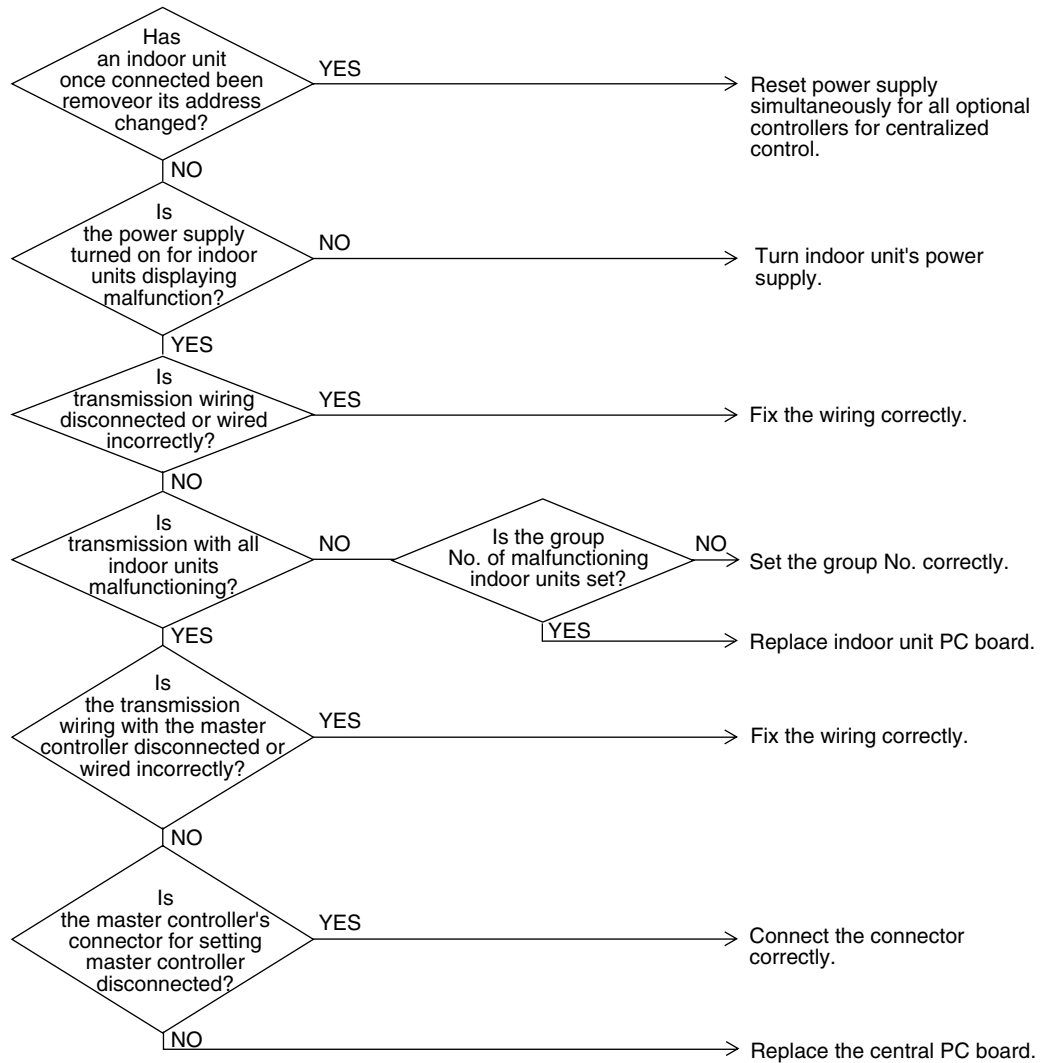 Has
an indoor unit
once connected been
removeor its address
changed?
YES
Reset power supply
simultaneously for all optional
controllers for centralized
control.
NO
Is
the power supply
turned on for indoor
units displaying
malfunction?
NO
Turn indoor unit's power
supply.
YES
Is
transmission wiring
disconnected or wired
incorrectly?
YES
Fix the wiring correctly.
NO
Is
transmission with all
indoor units
malfunctioning?
NO
Is the group
No. of malfunctioning
indoor units set?
NO
Set the group No. correctly.
YES
Replace indoor unit PC board.
YES
Is
the transmission
wiring with the master
controller disconnected or
wired incorrectly?
YES
Fix the wiring correctly.
NO
Is
the master controller's
connector for setting
master controller
disconnected?
YES
Connect the connector
correctly.
NO
Replace the central PC board.